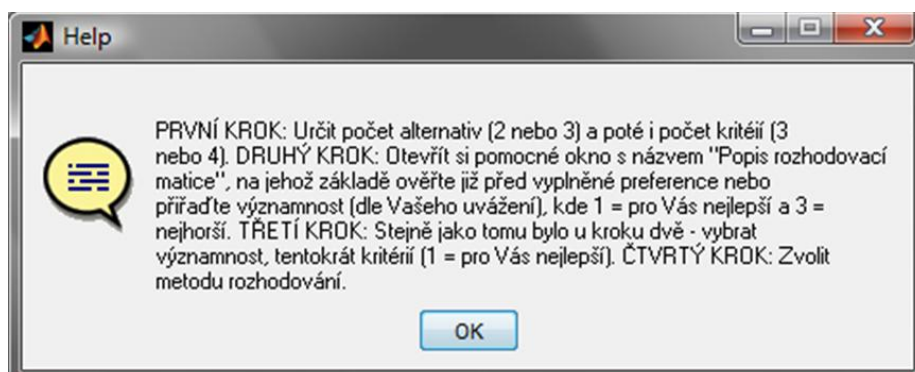 Help
PRVNÍ KROK: Určit počet alternativ (2 nebo 3) a poté i počet kritéií (3
nebo 4). DRUHÝ KROK: Otevřít si pomocné okno s názvem "Popis rozhodovací
matice", na jehož základě ověřte již před vyplněné preference nebo
přiřaďte významnost (dle Vašeho uvážení), kde 1 = pro Vás nejlepší a 3 =
nejhorší. TŘETÍ KROK: Stejně jako tomu bylo u kroku dvě - vybrat
významnost, tentokrát kritérií (1 = pro Vás nejlepší). ČTVRTÝ KROK: Zvolit
metodu rozhodování.
OK